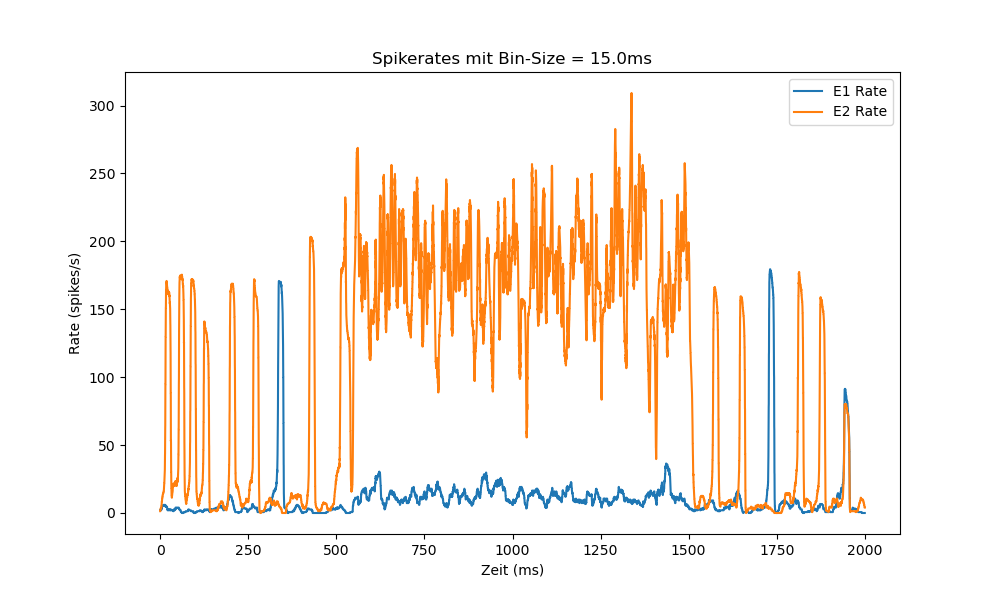 Spikerates mit Bin-Size = 15.0ms
E1 Rate
E2 Rate
300
250
200
150
100
50
0
Rate (spikes/s)
0 250 500 750 1000 1250 1500 1750 2000
Zeit (ms)